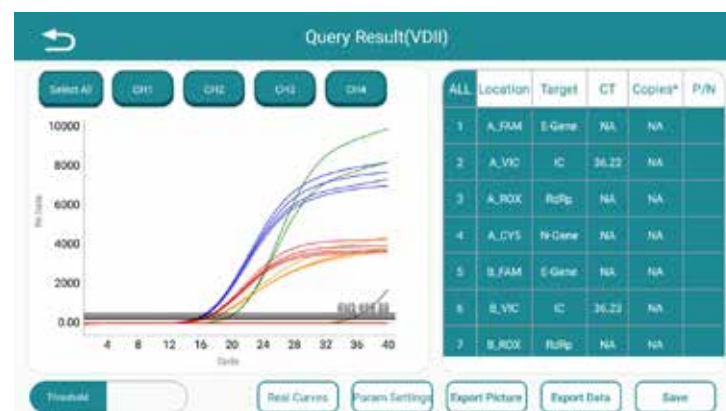 Query Result(VDII)
Select All CH1 CH2 CH3 CH4
10000
8000
6000
4000
2000
0.00
4 8 12 16 20 24 28 32 36 40
Cycle
ALL Location Target CT Copies* P/N
1 A_FAM E-Gene NA NA
2 A_VIC IC 36.23 NA
3 A_ROX RdRp NA NA
4 A_CY5 N-Gene NA NA
5 B_FAM E-Gene NA NA
6 B_VIC IC 36.23 NA
7 B_ROX RdRp NA NA
Threshold Real Curves Param Settings Export Picture Export Data Save